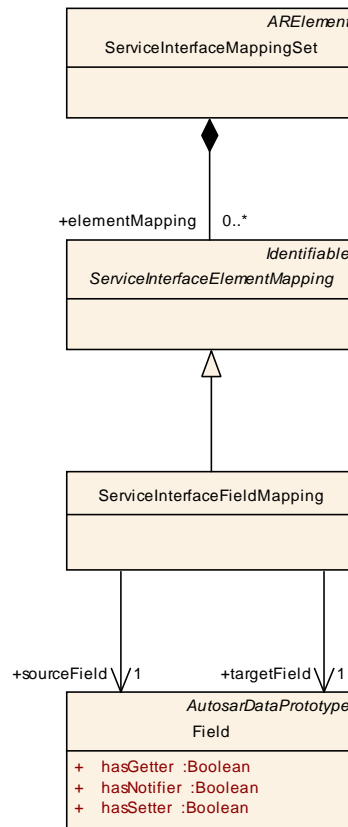 ARElement
ServiceInterfaceMappingSet
+elementMapping 0..*
Identifiable
ServiceInterfaceElementMapping
ServiceInterfaceFieldMapping
+sourceField 1 +targetField 1
AutosarDataPrototype
Field
+ hasGetter :Boolean
+ hasNotifier :Boolean
+ hasSetter :Boolean